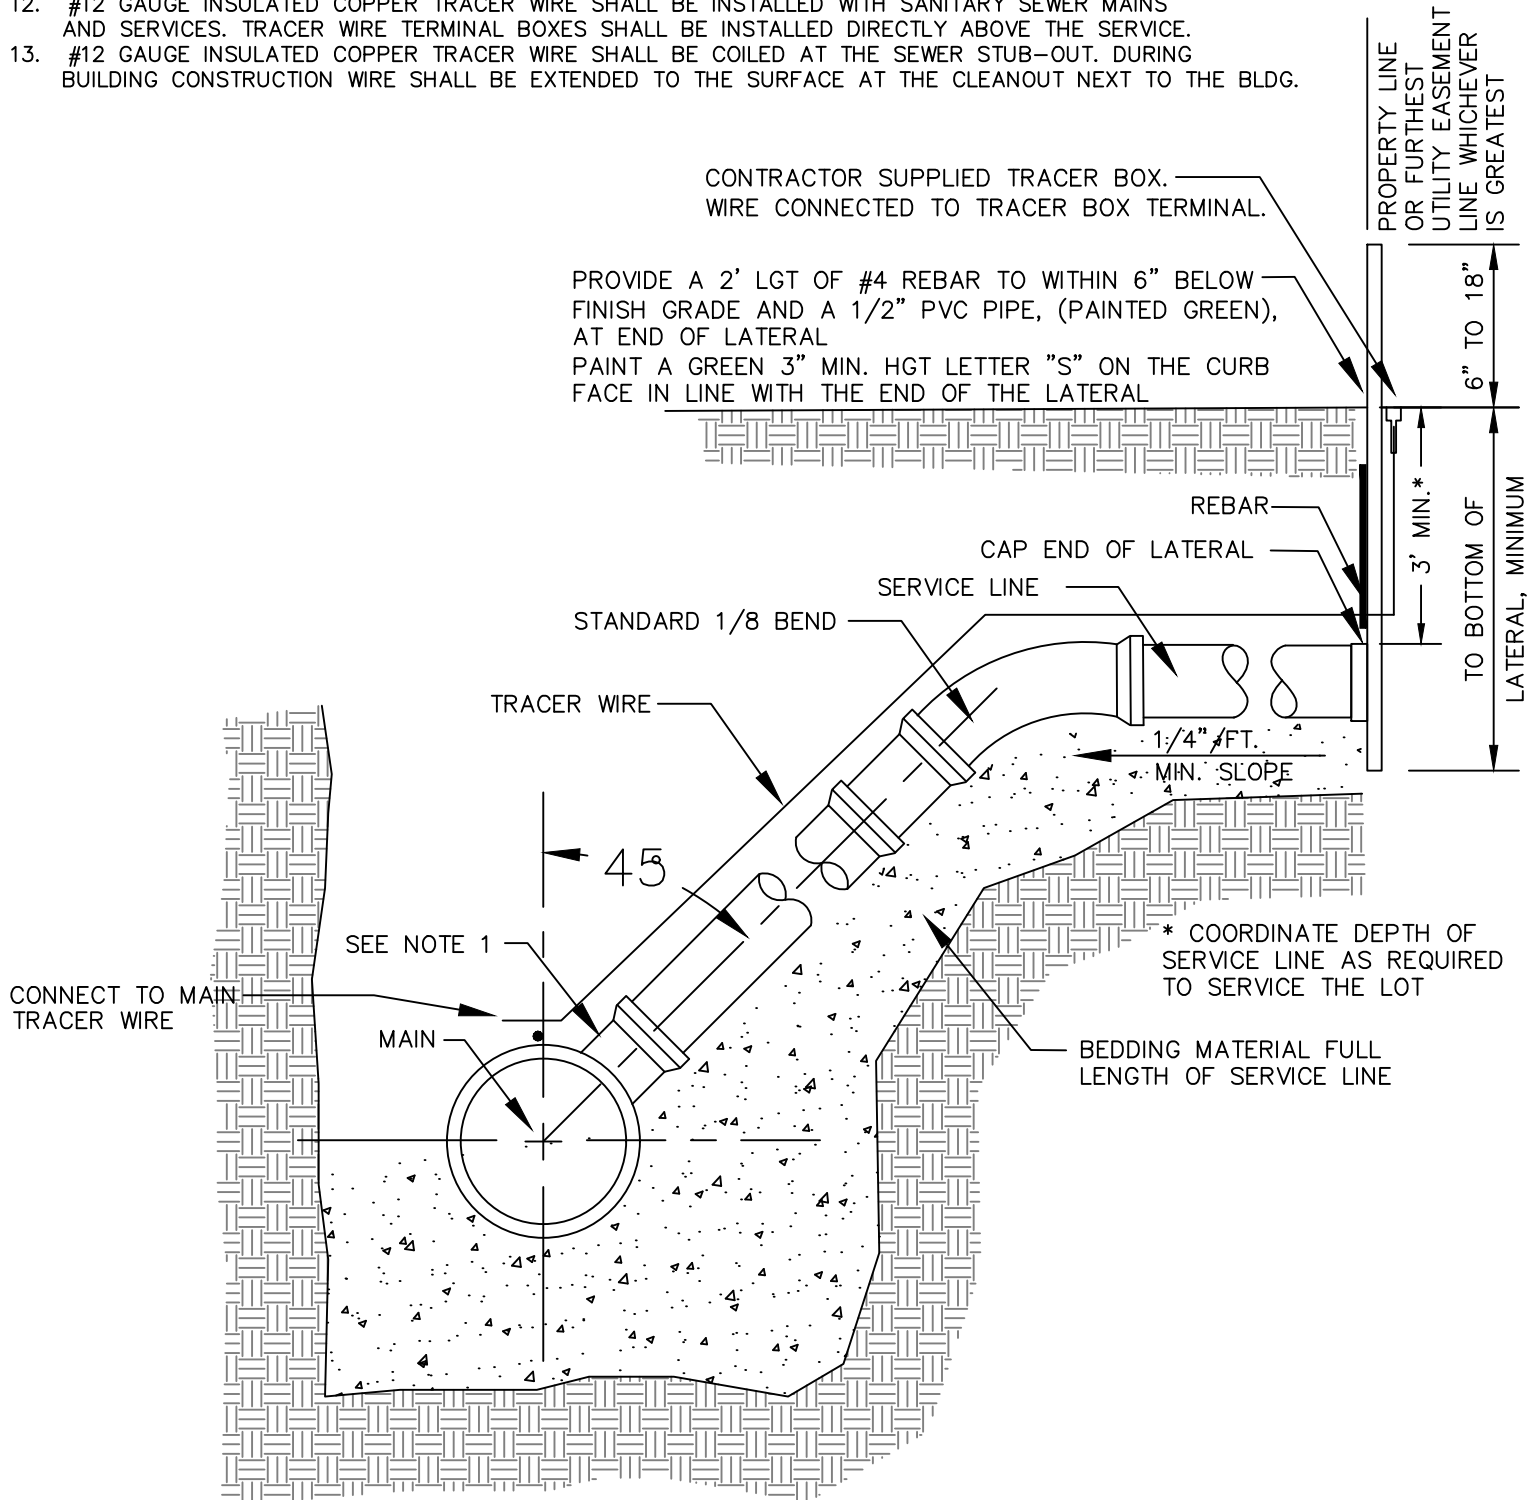 12. #12 GAUGE INSULATED COPPER TRACER WIRE SHALL BE INSTALLED WITH SANITARY SEWER MAINS
AND SERVICES. TRACER WIRE TERMINAL BOXES SHALL BE INSTALLED DIRECTLY ABOVE THE SERVICE.
13. #12 GAUGE INSULATED COPPER TRACER WIRE SHALL BE COILED AT THE SEWER STUB-OUT. DURING
BUILDING CONSTRUCTION WIRE SHALL BE EXTENDED TO THE SURFACE AT THE CLEANOUT NEXT TO THE BLDG.
PROPERTY LINE
OR FURTHEST
UTILITY EASEMENT
LINE WHICHEVER
IS GREATEST
CONTRACTOR SUPPLIED TRACER BOX.
WIRE CONNECTED TO TRACER BOX TERMINAL.
PROVIDE A 2' LGT OF #4 REBAR TO WITHIN 6" BELOW
FINISH GRADE AND A 1/2" PVC PIPE, (PAINTED GREEN),
AT END OF LATERAL
PAINT A GREEN 3" MIN. HGT LETTER "S" ON THE CURB
FACE IN LINE WITH THE END OF THE LATERAL
6" TO 18"
3' MIN.*
TO BOTTOM OF
LATERAL, MINIMUM
REBAR
CAP END OF LATERAL
SERVICE LINE
STANDARD 1/8 BEND
TRACER WIRE
1/4"/FT.
MIN. SLOPE
45
SEE NOTE 1
CONNECT TO MAIN
TRACER WIRE
MAIN
* COORDINATE DEPTH OF
SERVICE LINE AS REQUIRED
TO SERVICE THE LOT
BEDDING MATERIAL FULL
LENGTH OF SERVICE LINE